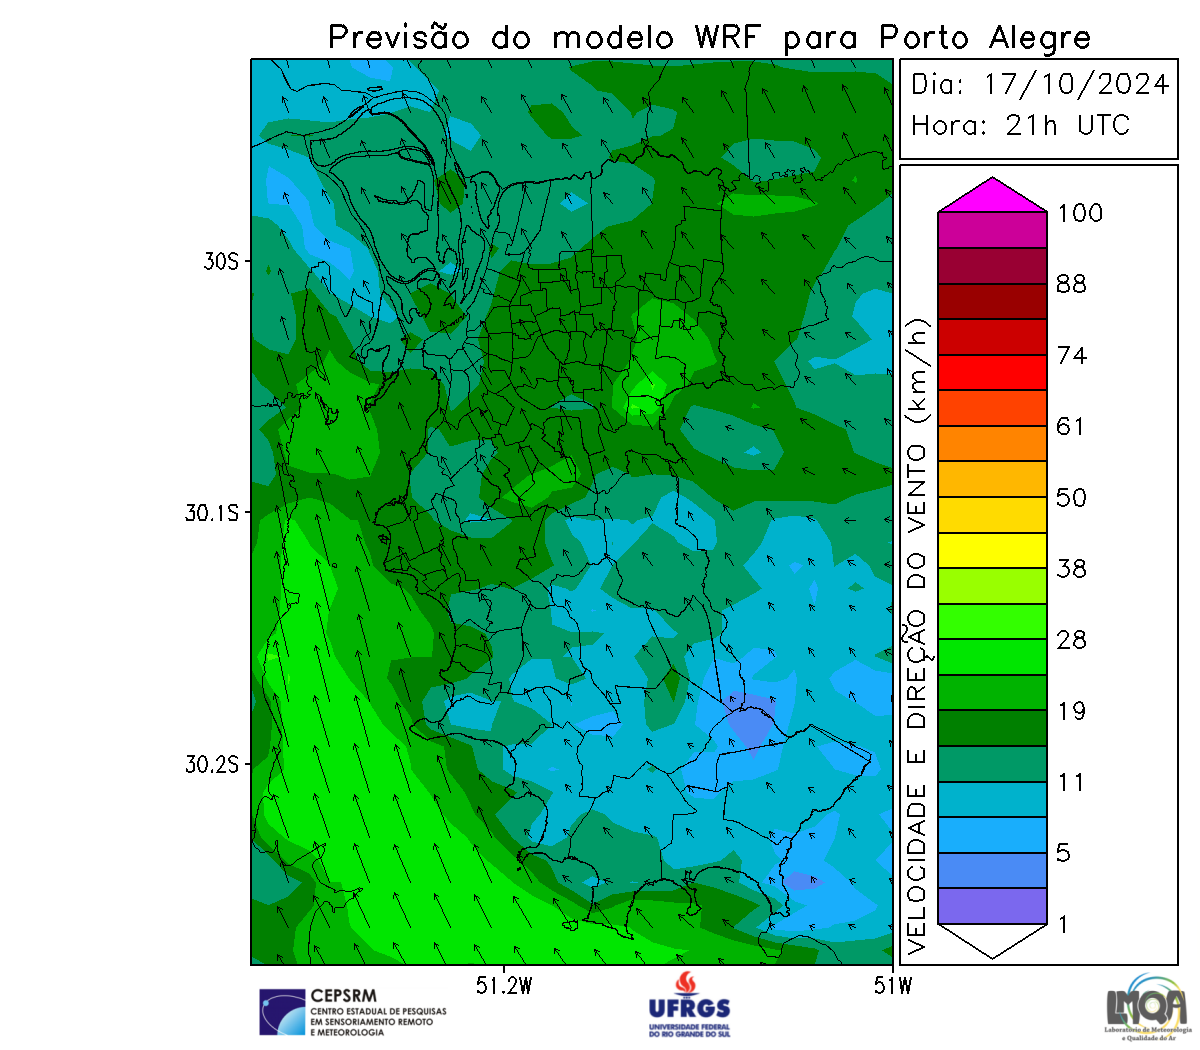 Previsão do modelo WRF para Porto Alegre
Dia: 17/10/2024
Hora: 21h UTC
30S
30.1S
30.2S
51.2W
51W
VELOCIDADE E DIREÇÃO DO VENTO (km/h)
100
88
74
61
50
38
28
19
11
5
1
CEPSRM
CENTRO ESTADUAL DE PESQUISAS
EM SENSORIAMENTO REMOTO
E METEOROLOGIA
UFRGS
UNIVERSIDADE FEDERAL
DO RIO GRANDE DO SUL
LMQA
Laboratório de Meteorologia
e Qualidade do Ar